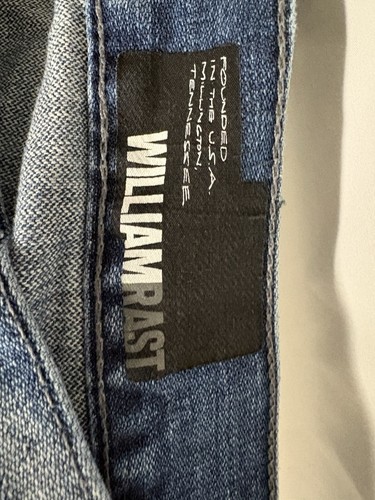 FOUNDED
IN THE U.S.A.
MILLINGTON,
TENNESSEE
WILLIAMRAST